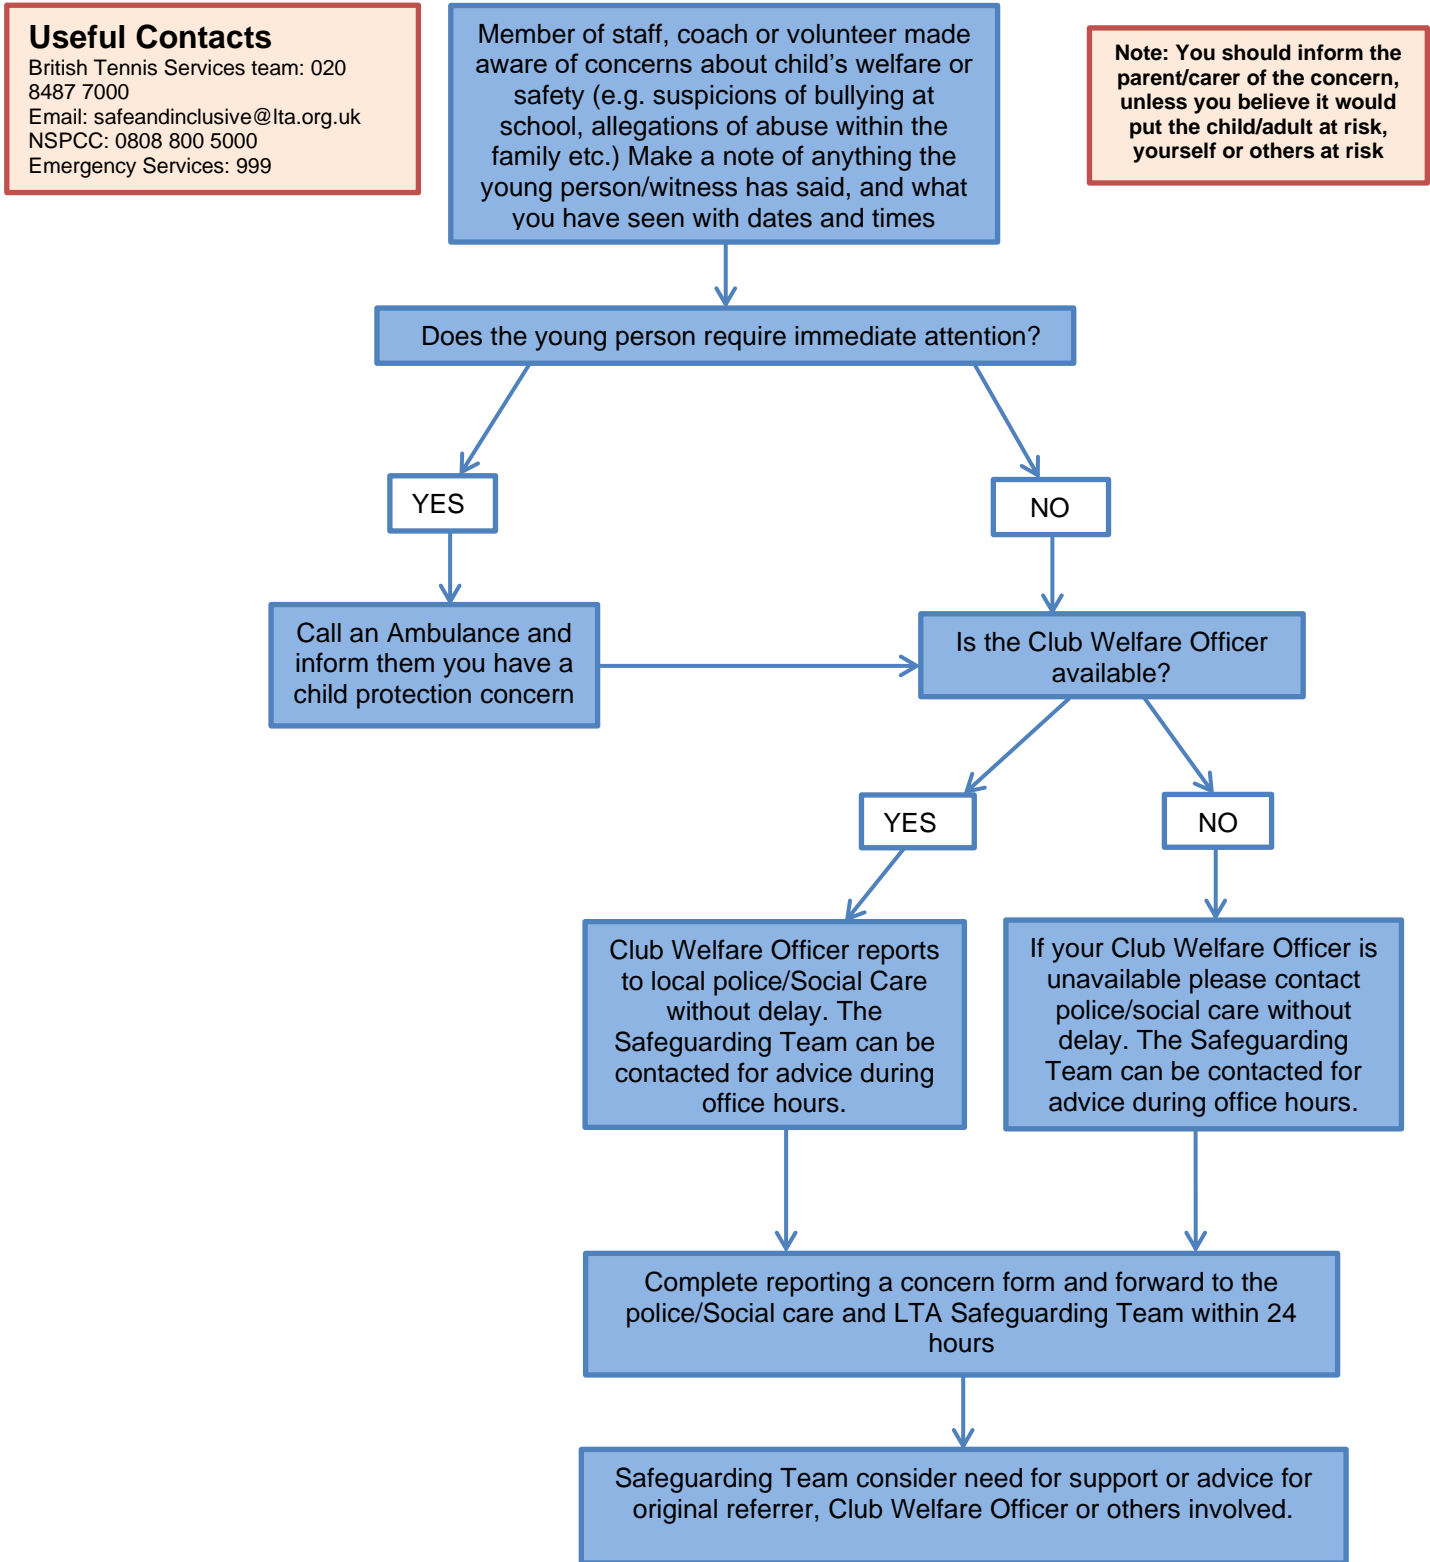 Useful Contacts
British Tennis Services team: 020
8487 7000
Email: safeandinclusive@lta.org.uk
NSPCC: 0808 800 5000
Emergency Services: 999
Member of staff, coach or volunteer made
aware of concerns about child's welfare or
safety (e.g. suspicions of bullying at
school, allegations of abuse within the
family etc.) Make a note of anything the
young person/witness has said, and what
you have seen with dates and times
Note: You should inform the
parent/carer of the concern,
unless you believe it would
put the child/adult at risk,
yourself or others at risk
Does the young person require immediate attention?
YES
NO
Call an Ambulance and
inform them you have a
child protection concern
Is the Club Welfare Officer
available?
YES
NO
Club Welfare Officer reports
to local police/Social Care
without delay. The
Safeguarding Team can be
contacted for advice during
office hours.
If your Club Welfare Officer is
unavailable please contact
police/social care without
delay. The Safeguarding
Team can be contacted for
advice during office hours.
Complete reporting a concern form and forward to the
police/Social care and LTA Safeguarding Team within 24
hours
Safeguarding Team consider need for support or advice for
original referrer, Club Welfare Officer or others involved.